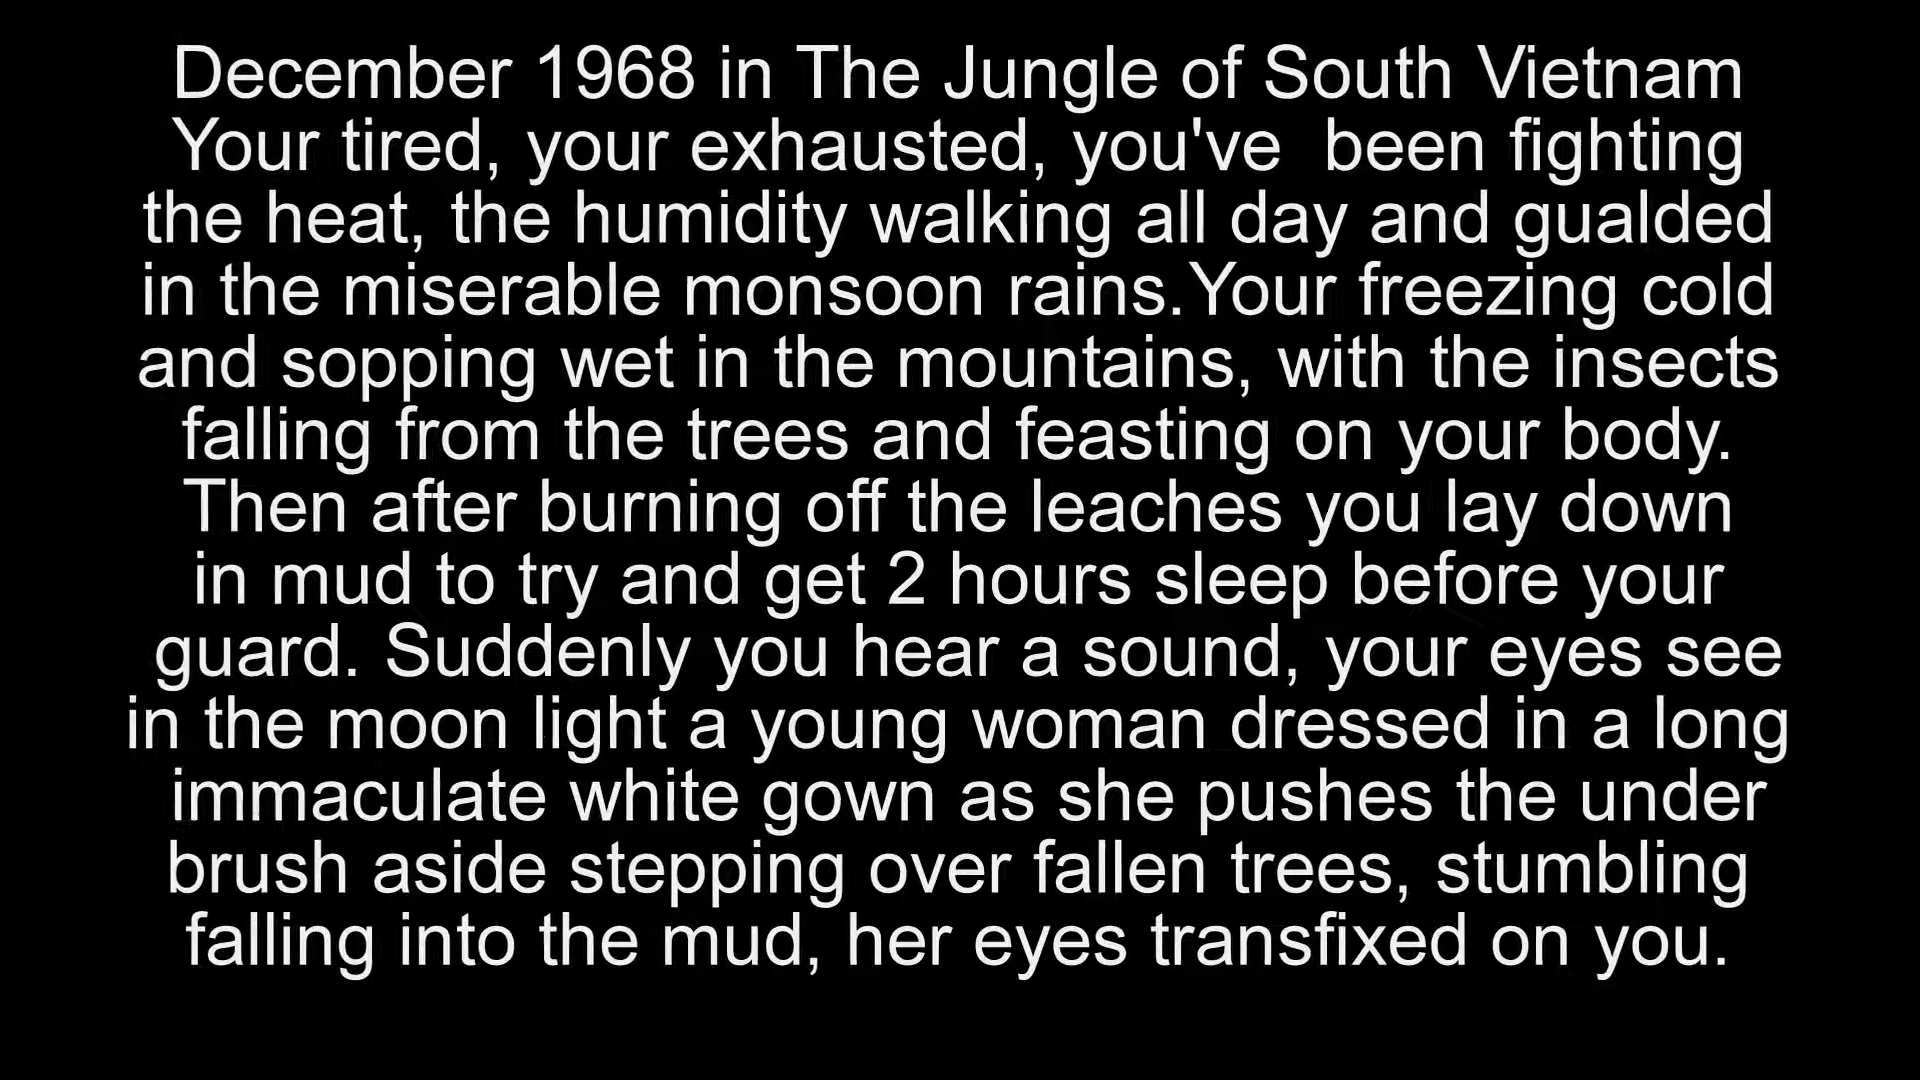 December 1968 in The Jungle of South Vietnam
Your tired, your exhausted, you've  been fighting
the heat, the humidity walking all day and gualded
in the miserable monsoon rains.Your freezing cold
and sopping wet in the mountains, with the insects
falling from the trees and feasting on your body.
Then after burning off the leaches you lay down
in mud to try and get 2 hours sleep before your
guard. Suddenly you hear a sound, your eyes see
in the moon light a young woman dressed in a long
immaculate white gown as she pushes the under
brush aside stepping over fallen trees, stumbling
falling into the mud, her eyes transfixed on you.